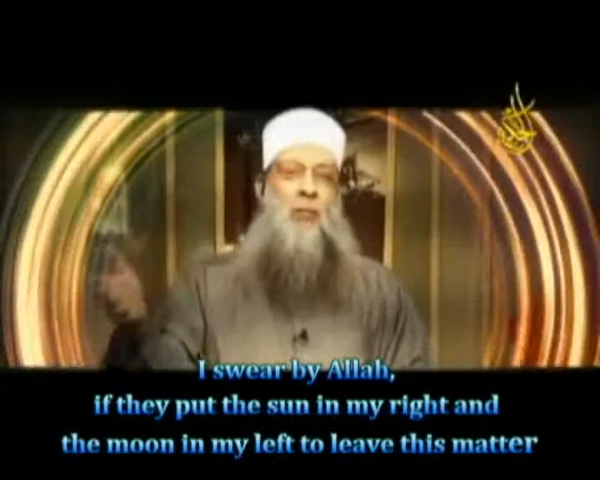 I swear by Allah,
if they put the sun in my right and
the moon in my left to leave this matter